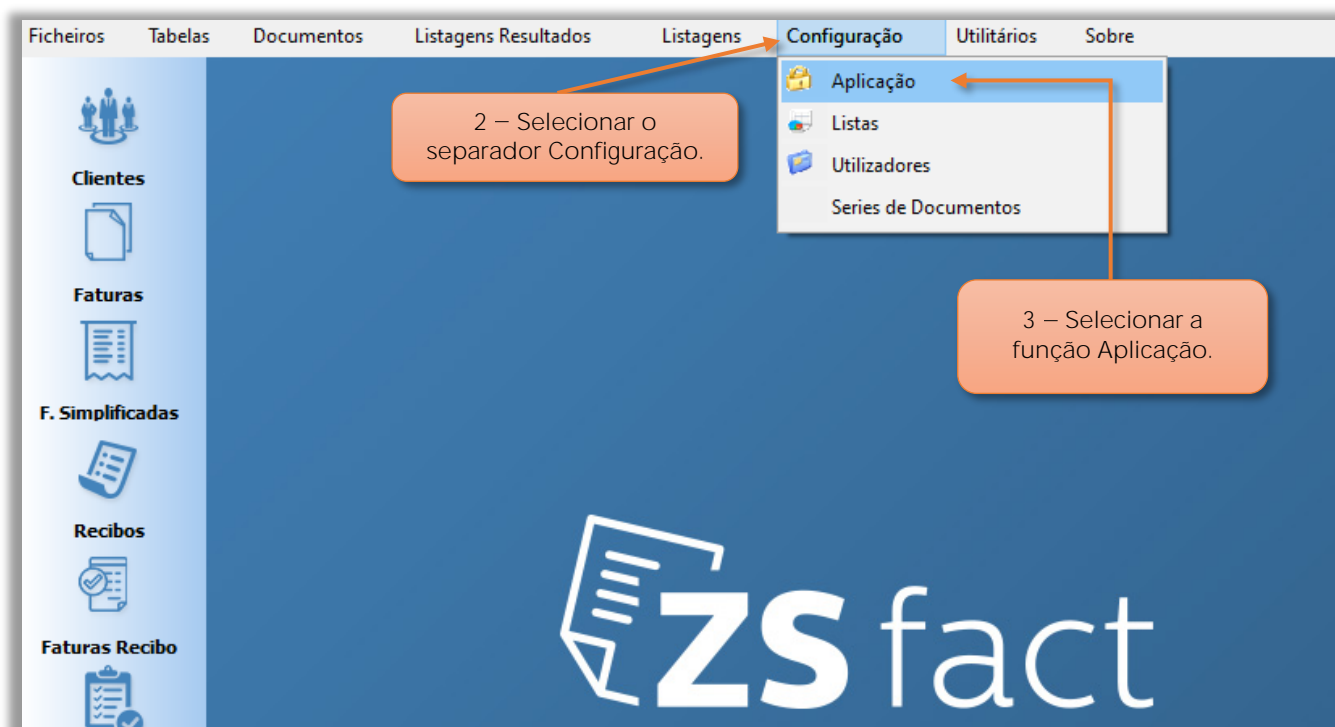 Ficheiros Tabelas Documentos Listagens Resultados Listagens Configuração Utilitários Sobre
Aplicação
Listas
Utilizadores
Series de Documentos
2 – Selecionar o
separador Configuração.
3 – Selecionar a
função Aplicação.
Clientes
Faturas
F. Simplificadas
Recibos
Faturas Recibo
ZS fact